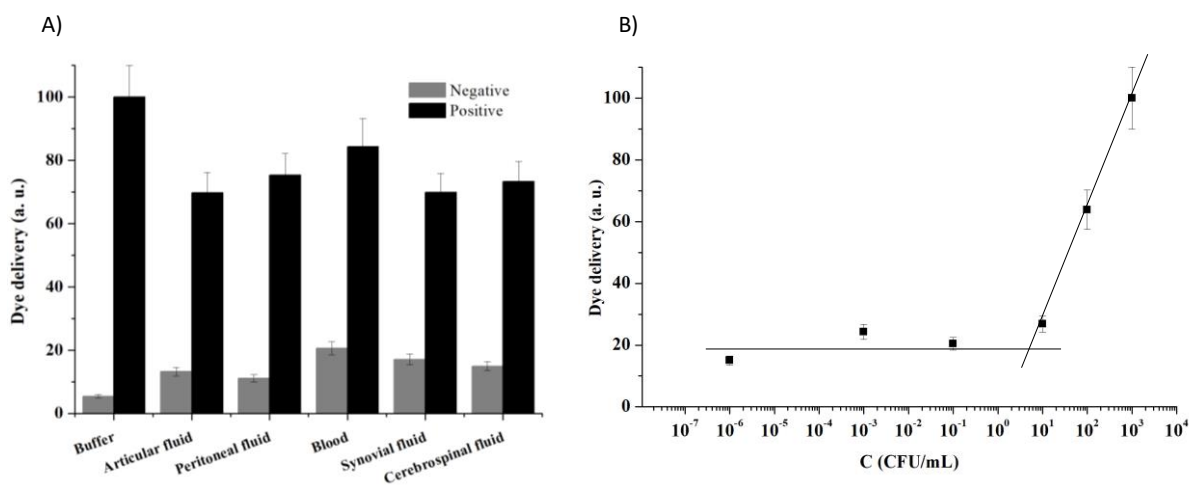 A)
Dye delivery (a. u.)
100
80
60
40
20
0
Negative
Positive
Buffer
Articular fluid
Peritoneal fluid
Blood
Synovial fluid
Cerebrospinal fluid
B)
Dye delivery (a. u.)
100
80
60
40
20
0
10⁻⁷ 10⁻⁶ 10⁻⁵ 10⁻⁴ 10⁻³ 10⁻² 10⁻¹ 10⁰ 10¹ 10² 10³ 10⁴
C (CFU/mL)